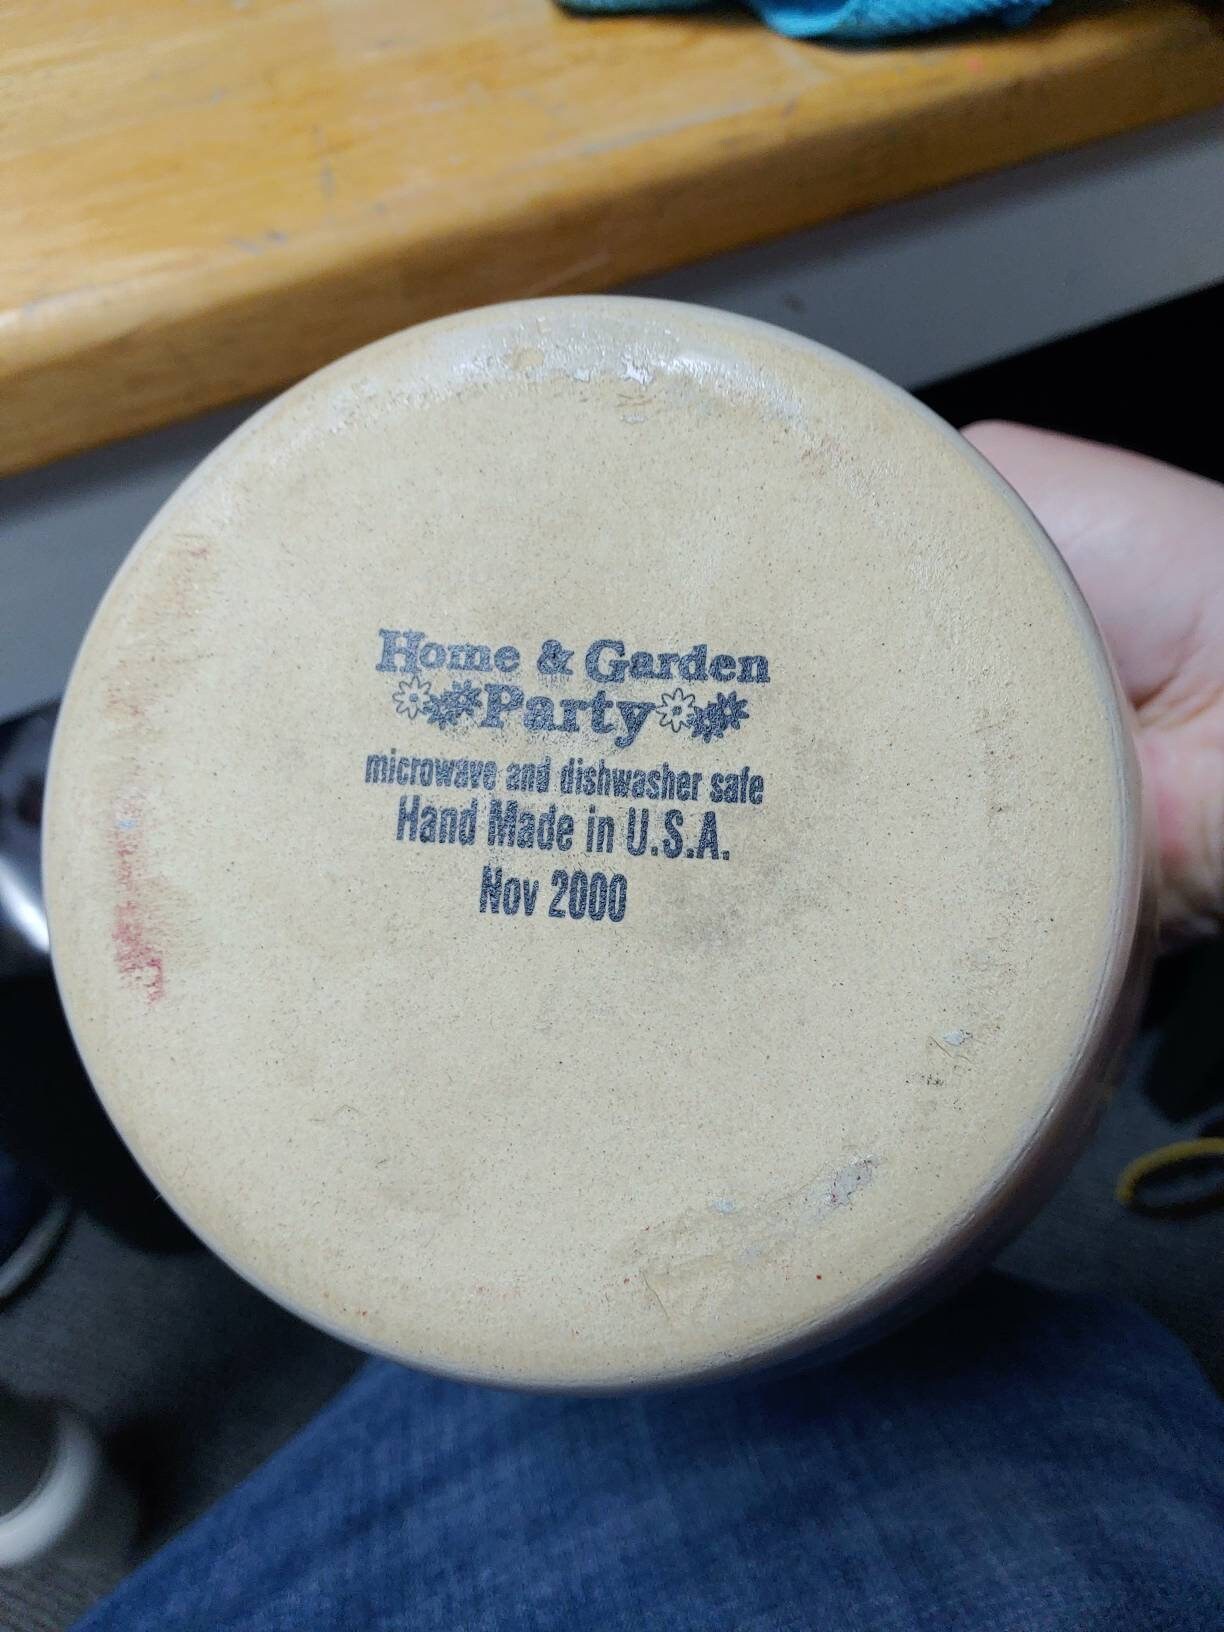 Home & Garden
Party
microwave and dishwasher safe
Hand Made in U.S.A.
Nov 2000